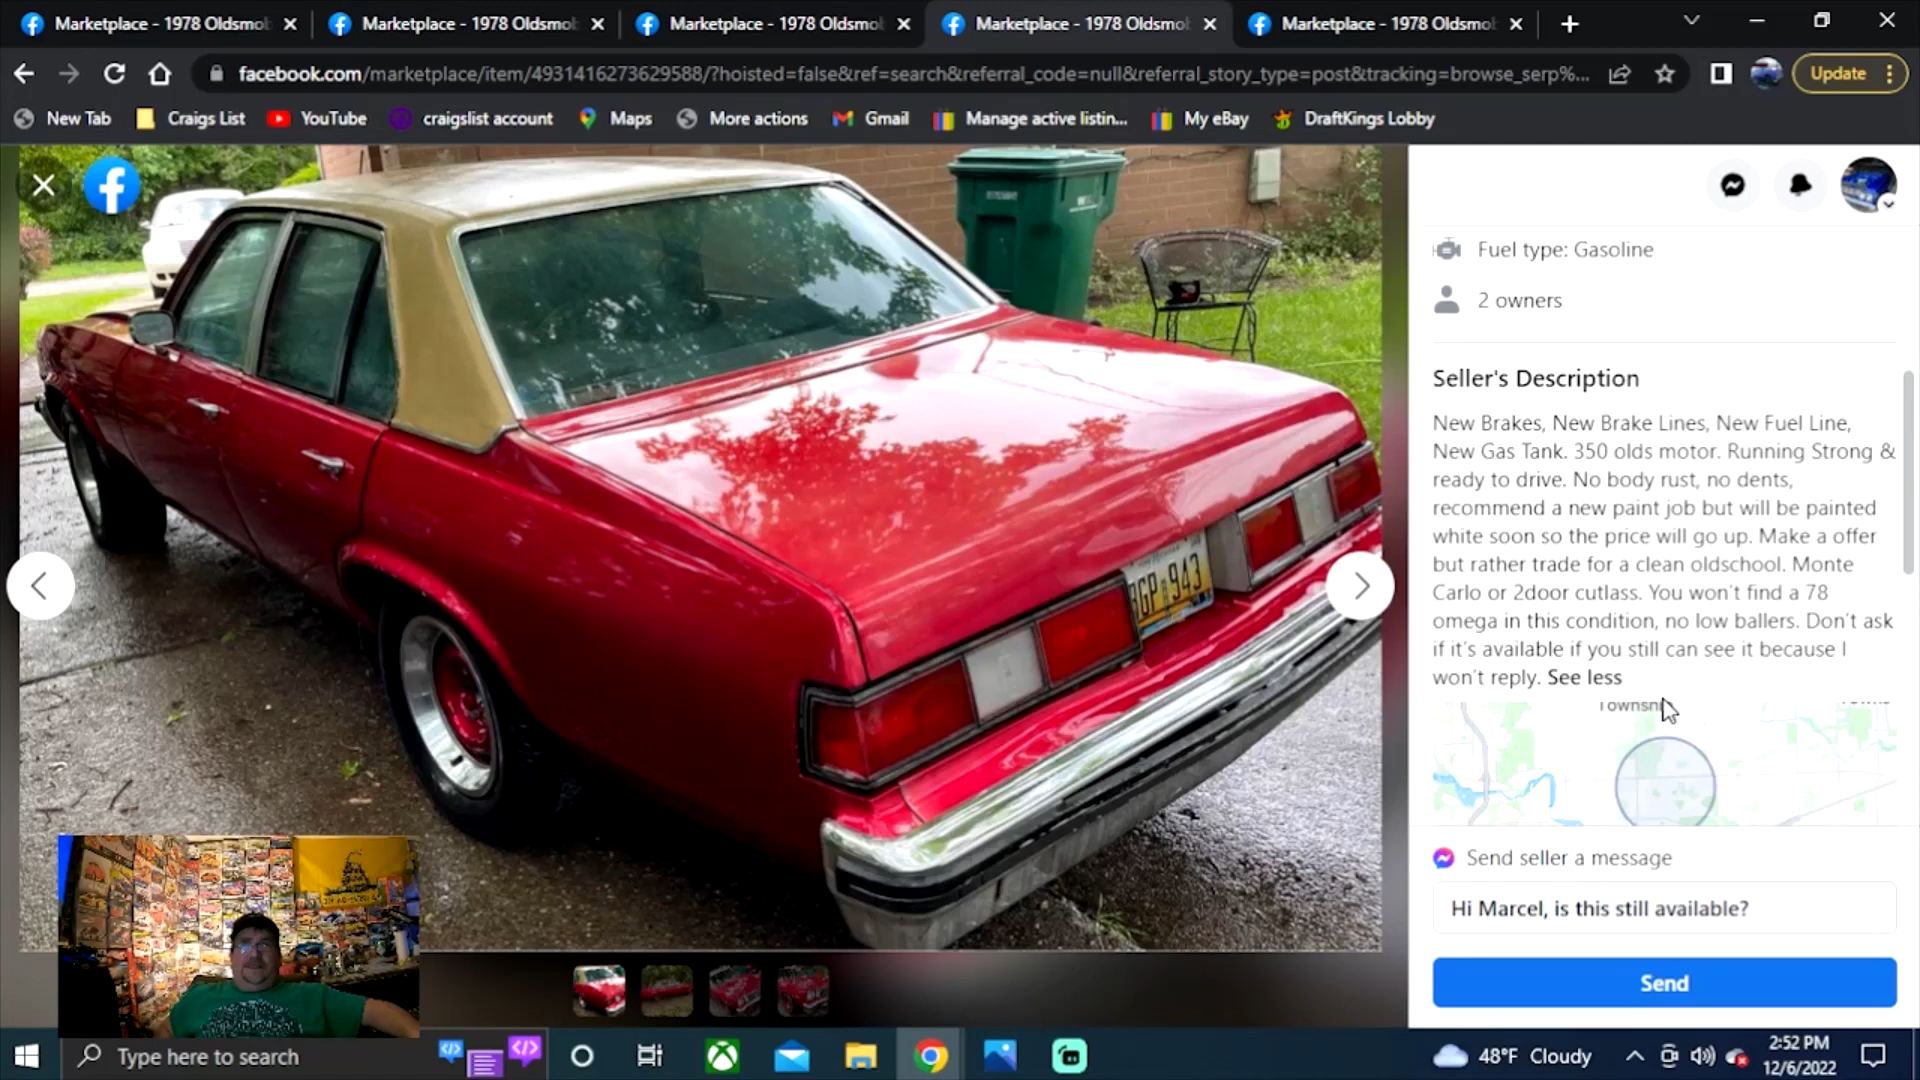 Marketplace - 1978 Oldsmob
Marketplace - 1978 Oldsmob
Marketplace - 1978 Oldsmob
Marketplace - 1978 Oldsmob
Marketplace - 1978 Oldsmob
facebook.com/marketplace/item/4931416273629588/?hoisted=false&ref=search&referral_code=null&referral_story_type=post&tracking=browse_serp%...
Update
New Tab
Craigs List
YouTube
craigslist account
Maps
More actions
Gmail
Manage active listin...
My eBay
DraftKings Lobby
Fuel type: Gasoline
2 owners
Seller's Description
New Brakes, New Brake Lines, New Fuel Line,
New Gas Tank. 350 olds motor. Running Strong &
ready to drive. No body rust, no dents,
recommend a new paint job but will be painted
white soon so the price will go up. Make a offer
but rather trade for a clean oldschool. Monte
Carlo or 2door cutlass. You won't find a 78
omega in this condition, no low ballers. Don't ask
if it's available if you still can see it because I
won't reply. See less
BGP 943
Send seller a message
Hi Marcel, is this still available?
Send
Type here to search
48°F Cloudy
2:52 PM
12/6/2022